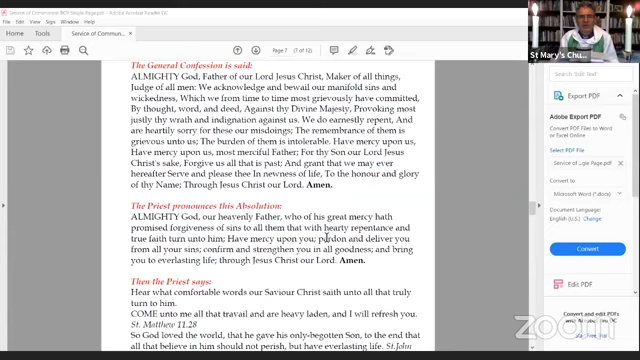 Service of Communion BCP Single Page.pdf - Adobe Acrobat Reader DC
File Edit View Sign Window Help
Home
Tools
Service of Commun...
Page 7
(7 of 12)
The General Confession is said:
ALMIGHTY God, Father of our Lord Jesus Christ, Maker of all things,
Judge of all men: We acknowledge and bewail our manifold sins and
wickedness, Which we from time to time most grievously have committed,
By thought, word, and deed, Against thy Divine Majesty, Provoking most
justly thy wrath and indignation against us. We do earnestly repent, And
are heartily sorry for these our misdoings; The remembrance of them is
grievous unto us; The burden of them is intolerable. Have mercy upon us,
Have mercy upon us, most merciful Father; For thy Son our Lord Jesus
Christ's sake, Forgive us all that is past; And grant that we may ever
hereafter Serve and please thee In newness of life, To the honour and glory
of thy Name; Through Jesus Christ our Lord. Amen.
The Priest pronounces this Absolution:
ALMIGHTY God, our heavenly Father, who of his great mercy hath
promised forgiveness of sins to all them that with hearty repentance and
true faith turn unto him; Have mercy upon you; pardon and deliver you
from all your sins; confirm and strengthen you in all goodness; and bring
you to everlasting life; through Jesus Christ our Lord. Amen.
Then the Priest says:
Hear what comfortable words our Saviour Christ saith unto all that truly
turn to him.
COME unto me all that travail and are heavy laden, and I will refresh you.
St. Matthew 11.28
So God loved the world, that he gave his only-begotten Son, to the end that
all that believe in him should not perish, but have everlasting life. St.John
St Mary's Chu
Search 'Edit Text'
Export PDF
Adobe Export PDF
Convert PDF Files to Word
or Excel Online
Select PDF File
Service of ...gle Page.pdf
Convert to
Microsoft Word (*.docx)
Document Language:
English (U.S.) Change
Convert
Edit PDF
Convert and edit PDFs
zoom